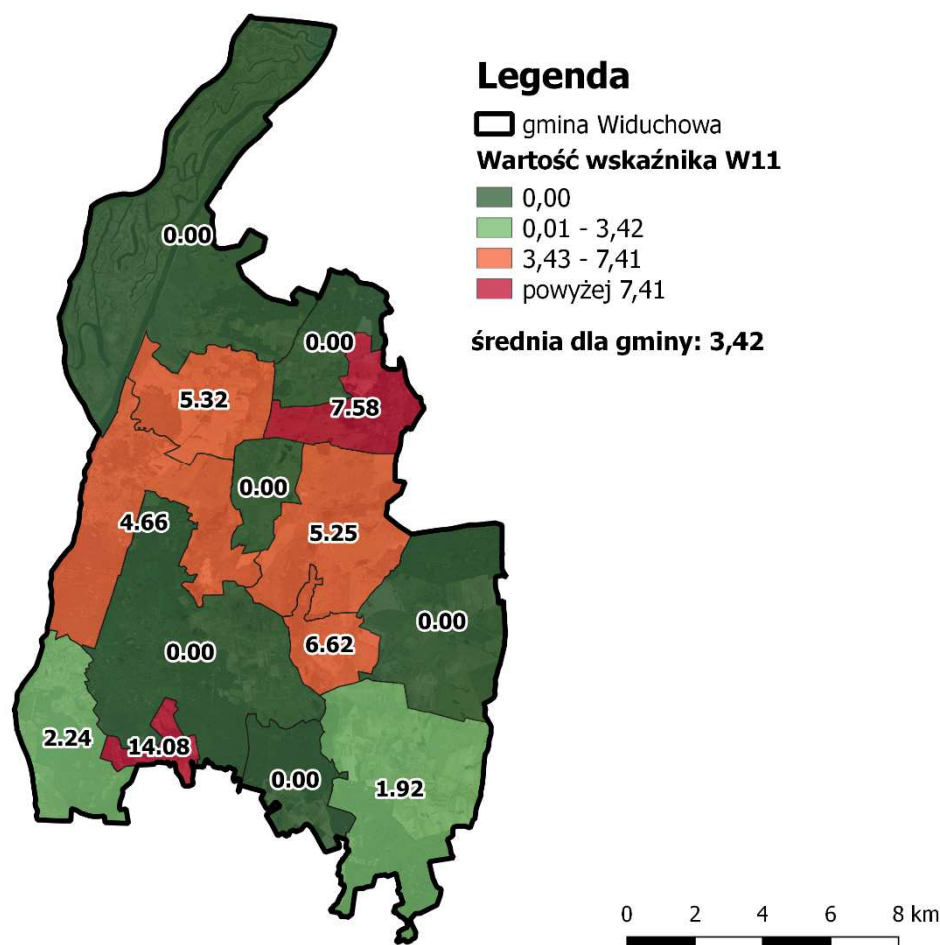 Legenda
gmina Widuchowa
Wartość wskaźnika W11
0,00
0,01 - 3,42
3,43 - 7,41
powyżej 7,41
średnia dla gminy: 3,42
0.00
0.00
5.32
7.58
0.00
4.66
5.25
0.00
6.62
0.00
2.24
14.08
0.00
1.92
0 2 4 6 8 km